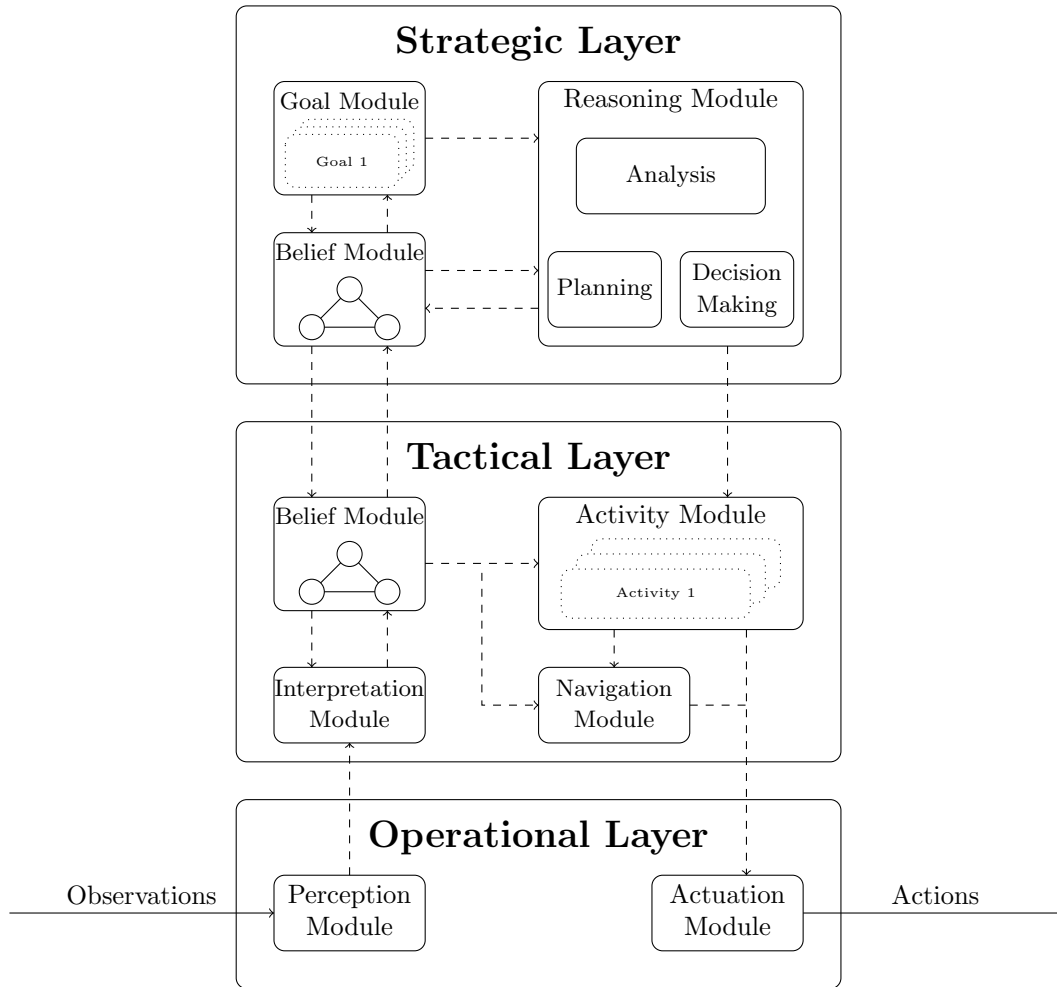 Strategic Layer
Goal Module
Goal 1
Reasoning Module
Analysis
Belief Module
Planning
Decision
Making
Tactical Layer
Belief Module
Activity Module
Activity 1
Interpretation
Module
Navigation
Module
Operational Layer
Observations
Perception
Module
Actuation
Module
Actions